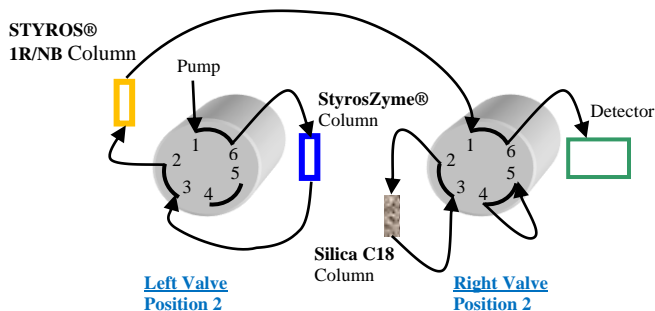 STYROS®
1R/NB Column
Pump
StyrosZyme®
Column
Detector
1
6
2
5
3
4
1
6
2
5
3
4
Silica C18
Column
Left Valve
Position 2
Right Valve
Position 2